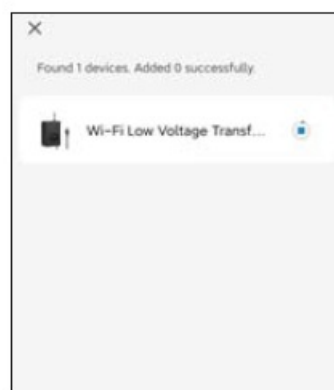 Found 1 devices. Added 0 successfully.
Wi-Fi Low Voltage Transf...